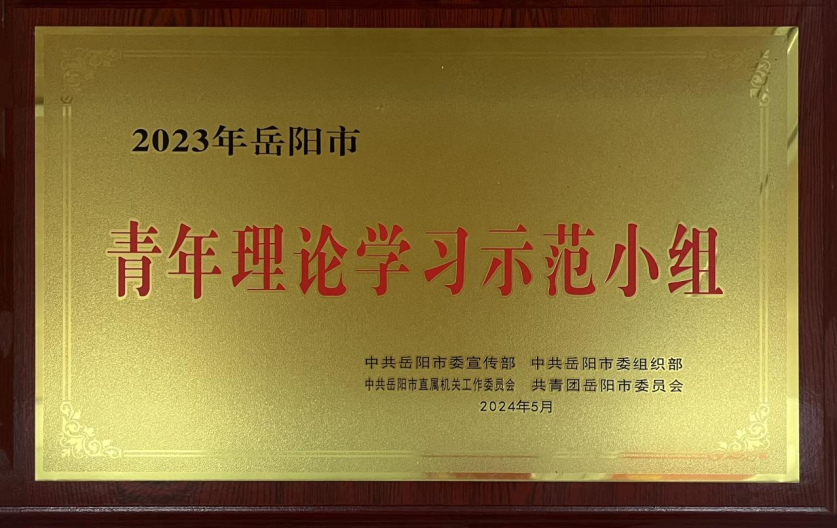 2023年岳阳市
青年理论学习示范小组
中共岳阳市委宣传部 中共岳阳市委组织部
中共岳阳市直属机关工作委员会 共青团岳阳市委员会
2024年5月